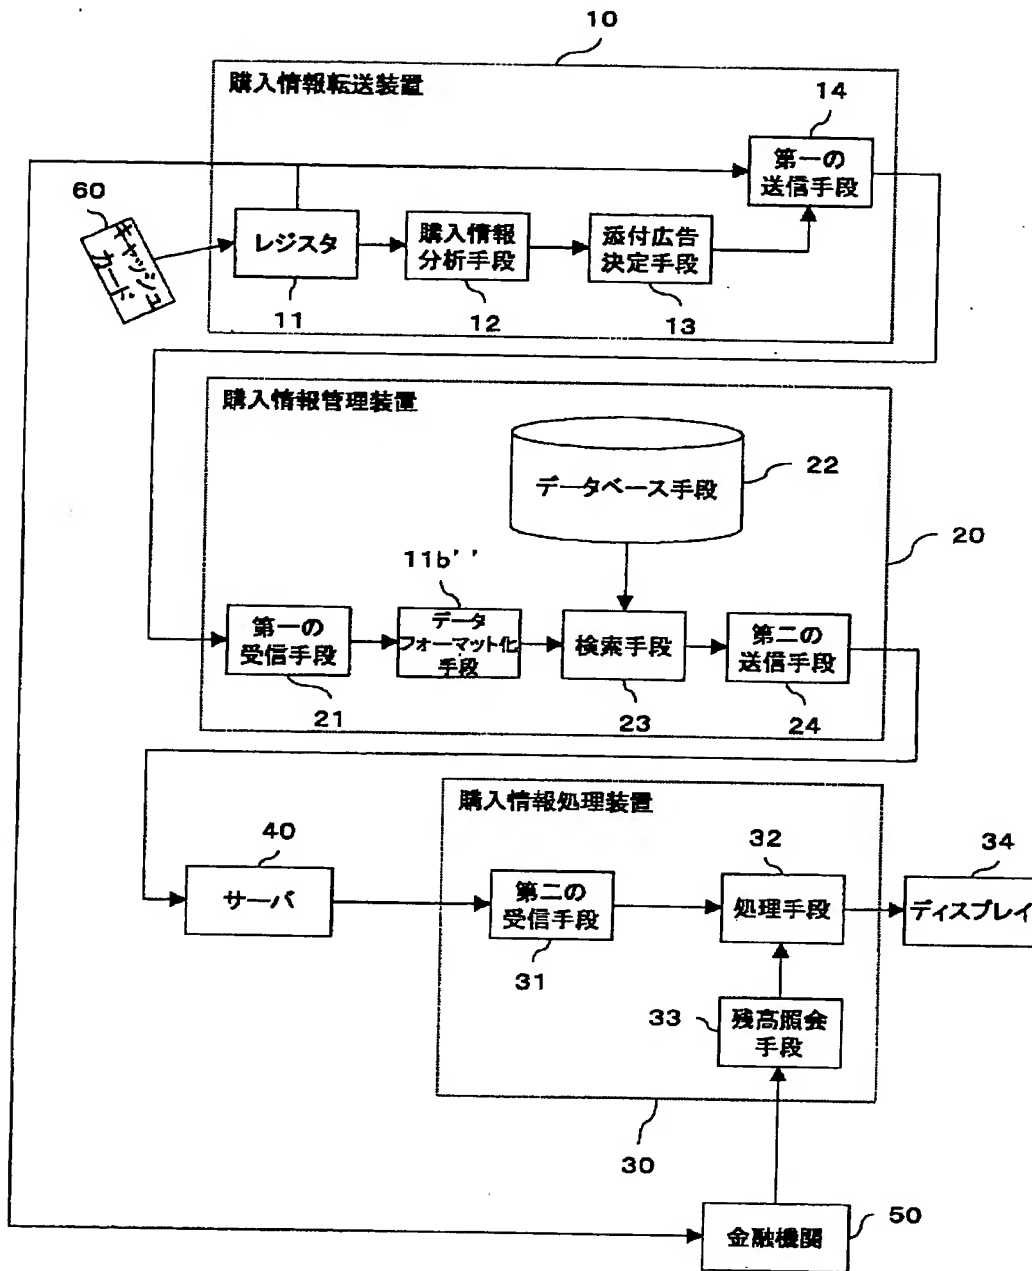 10
購入情報転送装置
14
第一の
送信手段
60
キャッシュ
カード
レジスタ
購入情報
分析手段
添付広告
決定手段
11
12
13
購入情報管理装置
データベース手段
22
20
11b''
第一の
受信手段
データ
フォーマット化
手段
検索手段
第二の
送信手段
21
23
24
購入情報処理装置
40
32
34
サーバ
第二の
受信手段
処理手段
ディスプレイ
31
33
残高照会
手段
30
金融機関
50